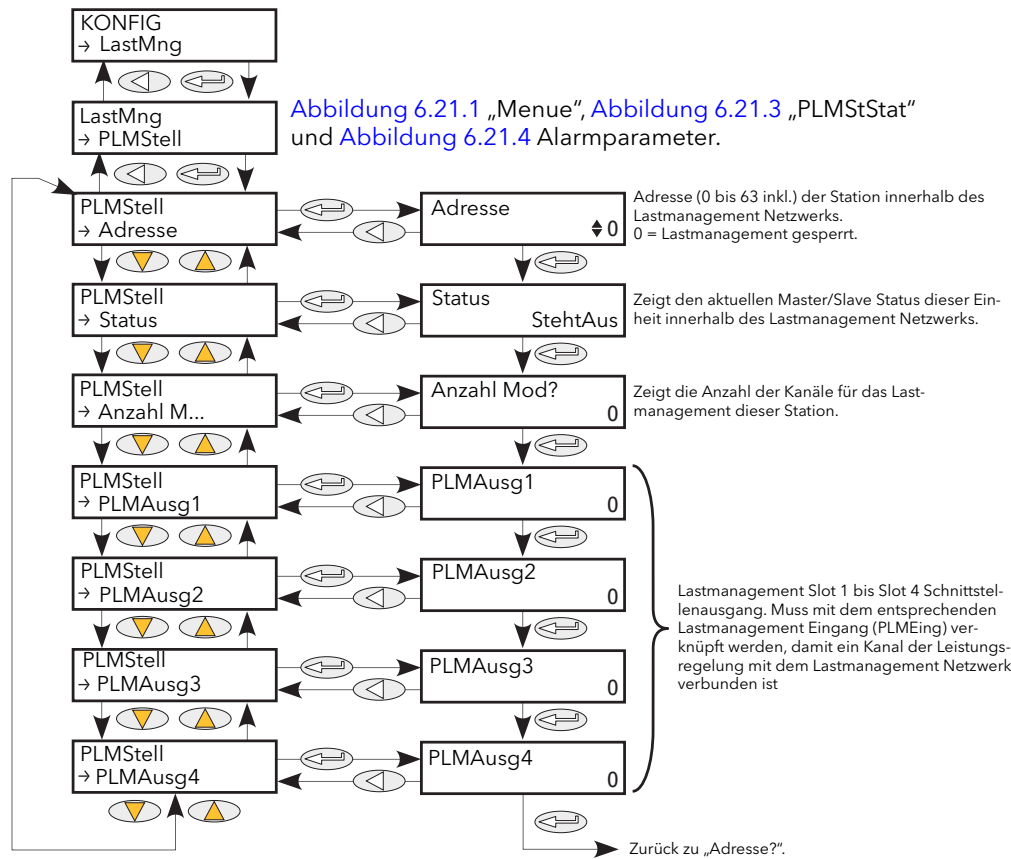 KONFIG
→ LastMng
LastMng
→ PLMStell
Abbildung 6.21.1 „Menue“, Abbildung 6.21.3 „PLMStStat“
und Abbildung 6.21.4 Alarmparameter.
PLMStell
→ Adresse
Adresse
0
Adresse (0 bis 63 inkl.) der Station innerhalb des
Lastmanagement Netzwerks.
0 = Lastmanagement gesperrt.
PLMStell
→ Status
Status
StehtAus
Zeigt den aktuellen Master/Slave Status dieser Ein-
heit innerhalb des Lastmanagement Netzwerks.
PLMStell
→ Anzahl M...
Anzahl Mod?
0
Zeigt die Anzahl der Kanäle für das Last-
management dieser Station.
PLMStell
→ PLMAusg1
PLMAusg1
0
PLMStell
→ PLMAusg2
PLMAusg2
0
Lastmanagement Slot 1 bis Slot 4 Schnittstel-
lenausgang. Muss mit dem entsprechenden
Lastmanagement Eingang (PLMEing) ver-
knüpft werden, damit ein Kanal der Leistungs-
regelung mit dem Lastmanagement Netzwerk
verbunden ist
PLMStell
→ PLMAusg3
PLMAusg3
0
PLMStell
→ PLMAusg4
PLMAusg4
0
Zurück zu „Adresse?“.